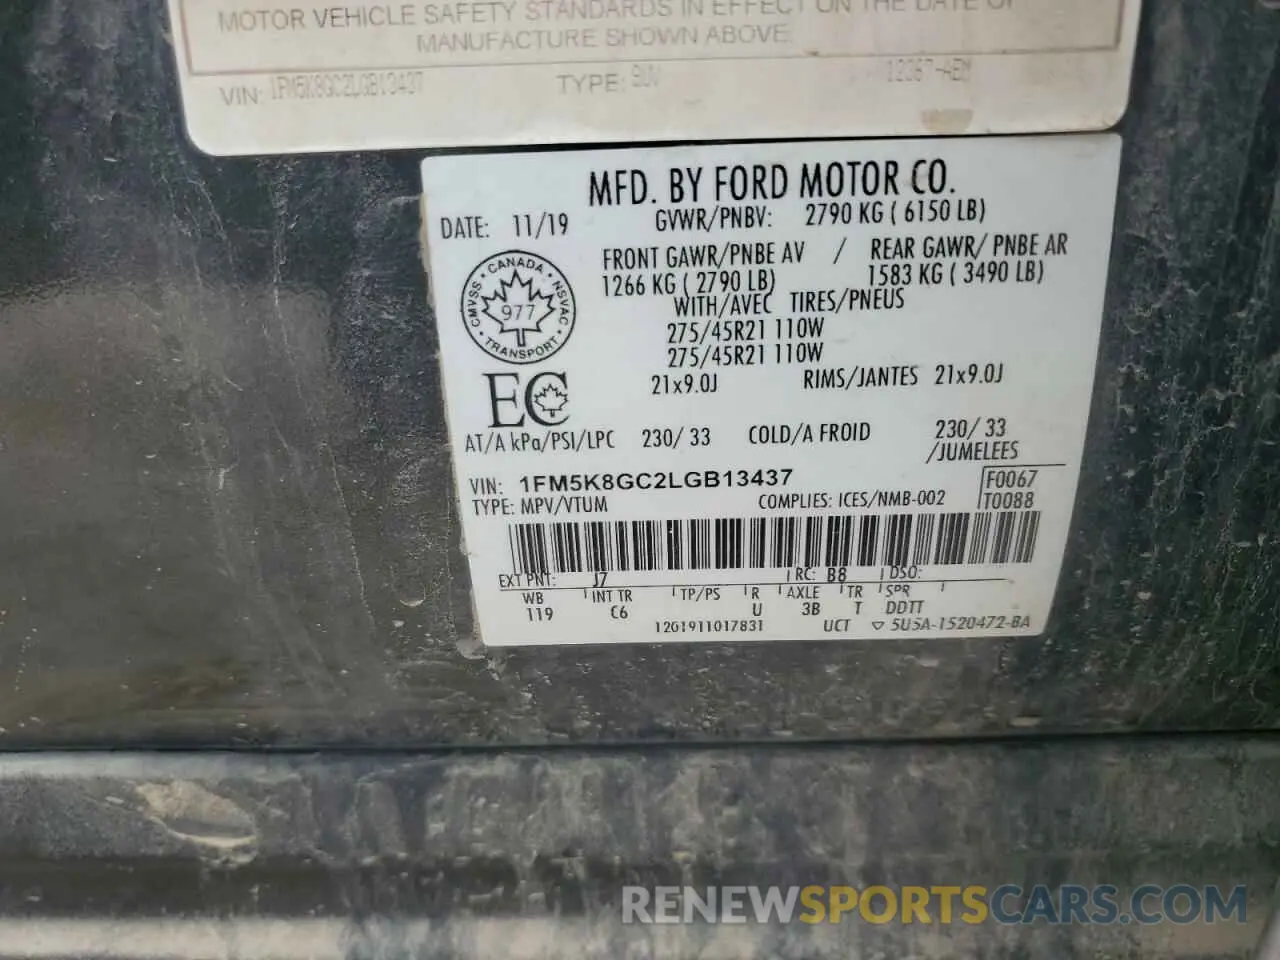 MOTOR VEHICLE SAFETY STANDARDS IN EFFECT ON THE DATE OF
MANUFACTURE SHOWN ABOVE
VIN: 1FM5K8GC2LGB13437 TYPE: 9UV 12067-AEM
MFD. BY FORD MOTOR CO.
DATE: 11/19 GVWR/PNBV: 2790 KG ( 6150 LB)
FRONT GAWR/PNBE AV / REAR GAWR/ PNBE AR
1266 KG ( 2790 LB) 1583 KG ( 3490 LB)
WITH/AVEC TIRES/PNEUS
275/45R21 110W
275/45R21 110W
CANADA • NSVAC • TRANSPORT • CMVSS •
977
EC
21x9.0J RIMS/JANTES 21x9.0J
AT/A kPa/PSI/LPC 230/ 33 COLD/A FROID 230/ 33
/JUMELEES
VIN: 1FM5K8GC2LGB13437 F0067
TYPE: MPV/VTUM COMPLIES: ICES/NMB-002 T0088
EXT PNT: J7 RC: B8 DSO:
WB INT TR TP/PS R AXLE TR SPR
119 C6 U 3B T DDTT
1201911017831 UCT ▽ 5U5A-1520472-BA
RENEWSPORTSCARS.COM